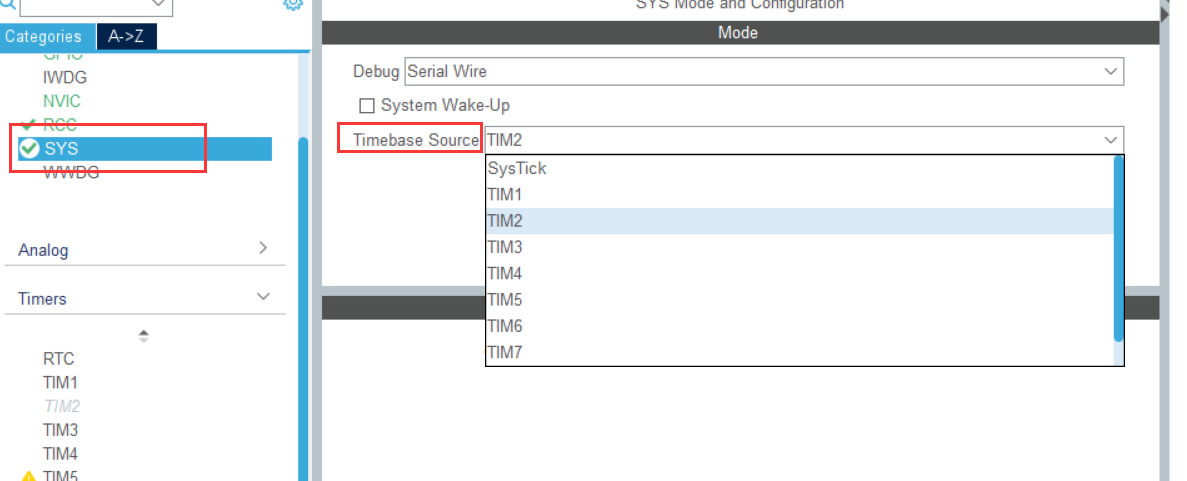 SYS Mode and Configuration
Categories
A->Z
Mode
GPIO
IWDG
NVIC
RCC
SYS
WWDG
Analog
Timers
RTC
TIM1
TIM2
TIM3
TIM4
TIM5
Debug Serial Wire
System Wake-Up
Timebase Source TIM2
SysTick
TIM1
TIM2
TIM3
TIM4
TIM5
TIM6
TIM7